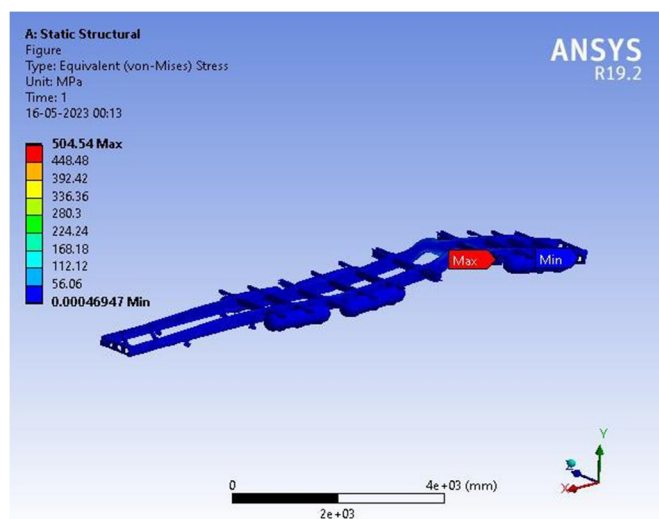 A: Static Structural
Figure
Type: Equivalent (von-Mises) Stress
Unit: MPa
Time: 1
16-05-2023 00:13
ANSYS
R19.2
504.54 Max
448.48
392.42
336.36
280.3
224.24
168.18
112.12
56.06
0.00046947 Min
Max
Min
Y
Z
X
0
4e+03 (mm)
2e+03